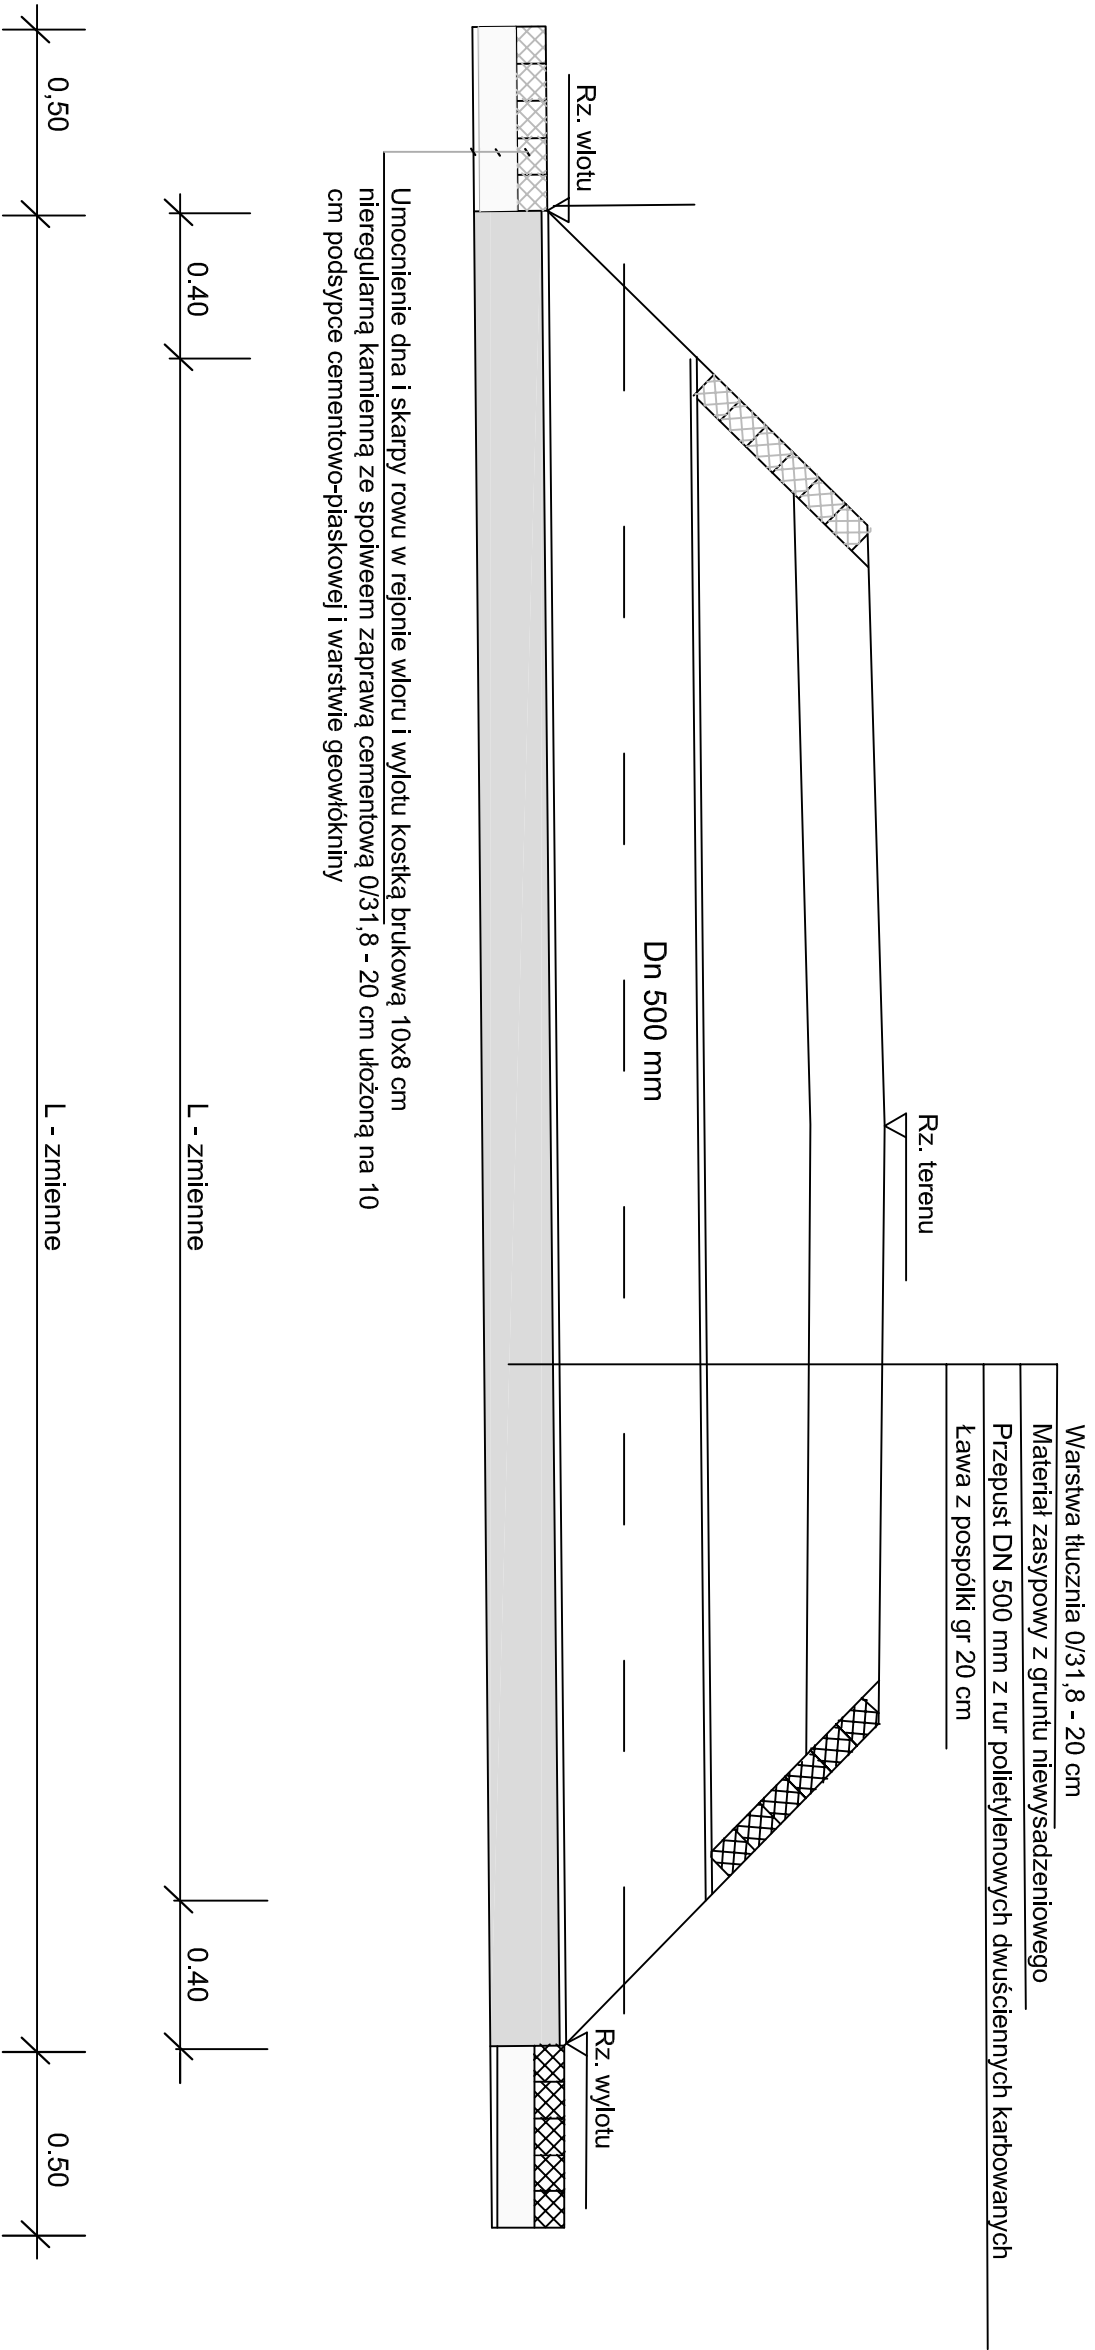 Warstwa tłucznia 0/31,8 - 20 cm
Materiał zasypowy z gruntu niewysadzeniowego
Przepust DN 500 mm z rur polietylenowych dwuściennych karbowanych
Ława z pospólki gr 20 cm
Rz. terenu
Dn 500 mm
Rz. wlotu
Rz. wylotu
Umocnienie dna i skarpy rowu w rejonie wloru i wylotu kostką brukową 10x8 cm
nieregularną kamienną ze spoiweem zaprawą cementową 0/31,8 - 20 cm ułożoną na 10
cm podsypce cementowo-piaskowej i warstwie geowłókniny
0.40
L - zmienne
0.40
0,50
L - zmienne
0.50